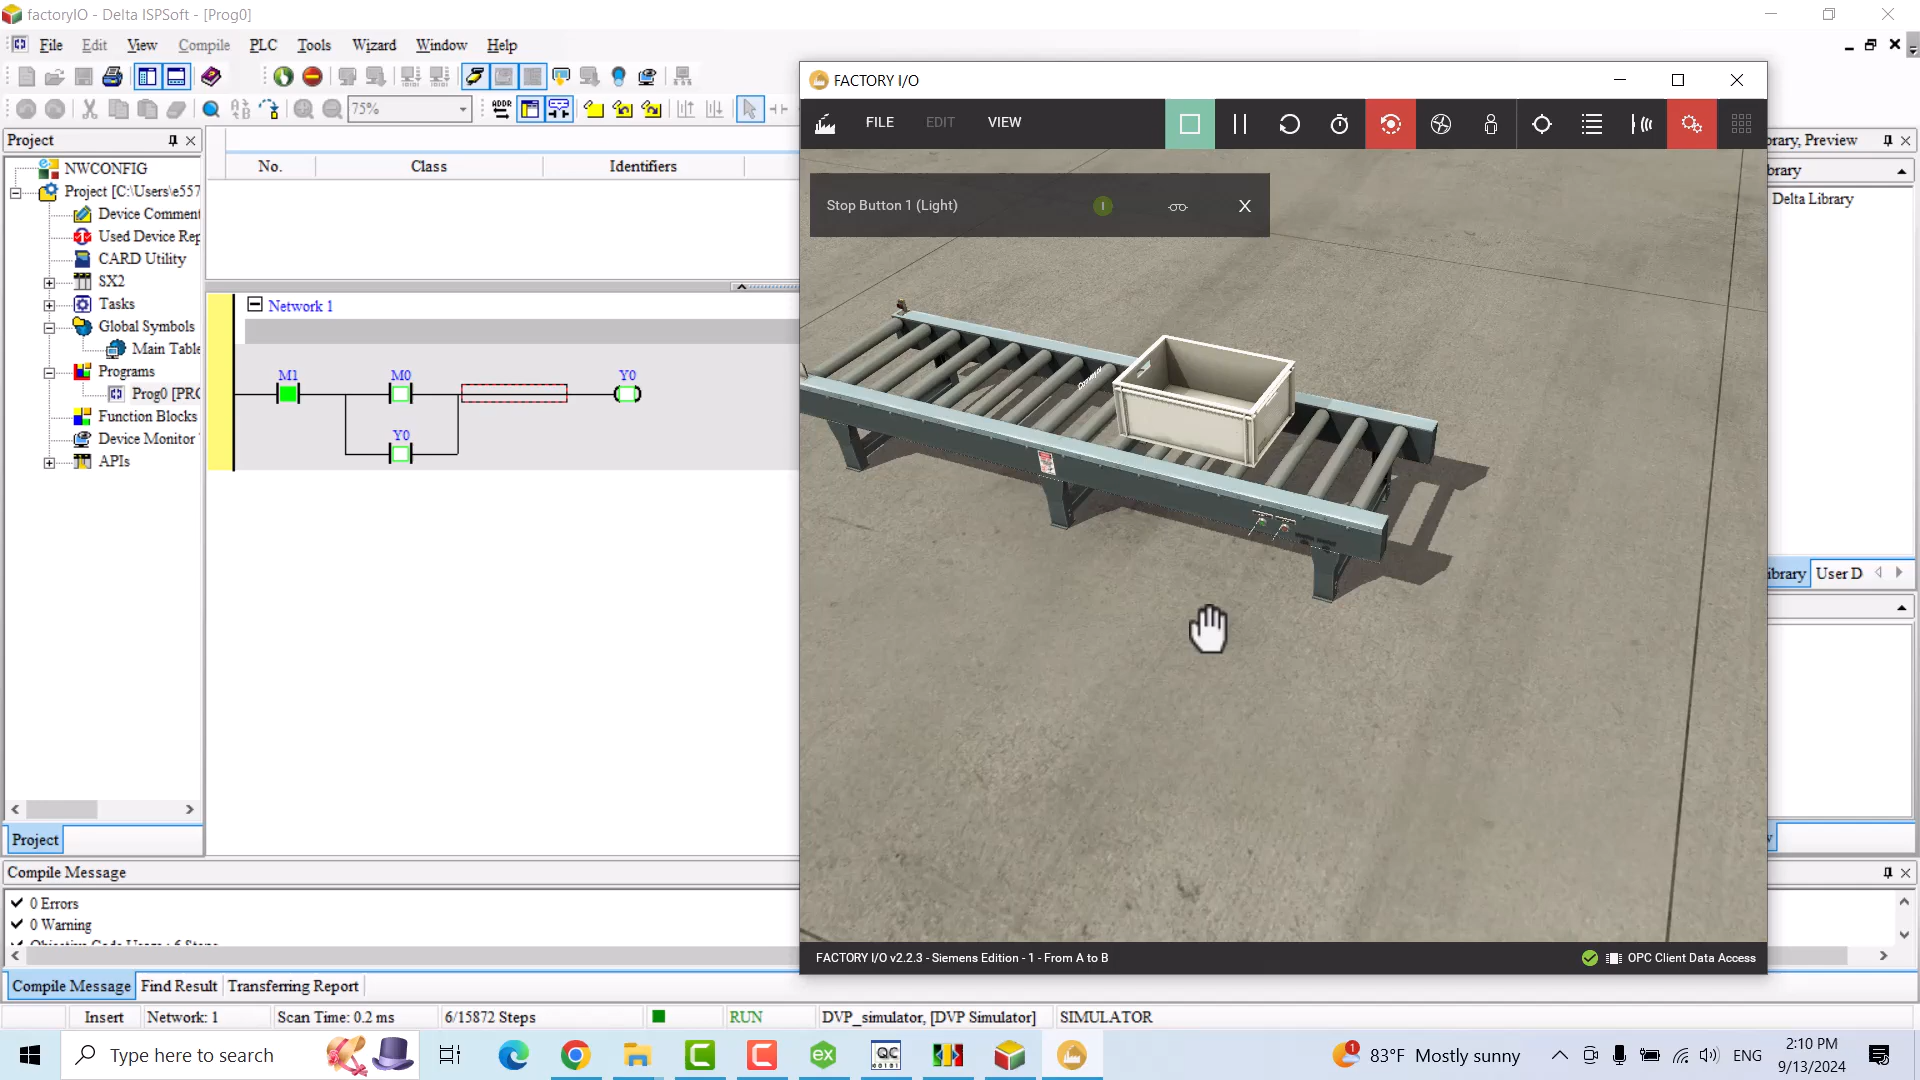 factoryIO - Delta ISPSoft - [Prog0]
File Edit View Compile PLC Tools Wizard Window Help
75%
ADDR
Project
NWCONFIG
Project [C:\Users\e557
Device Comment
Used Device Rep
CARD Utility
SX2
Tasks
Global Symbols
Main Table
Programs
Prog0 [PRC
Function Blocks
Device Monitor
APIs
Project
No. Class Identifiers
Network 1
M1 M0 Y0
Y0
FACTORY I/O
FILE EDIT VIEW
Stop Button 1 (Light) I X
FACTORY I/O v2.2.3 - Siemens Edition - 1 - From A to B
OPC Client Data Access
brary, Preview
brary
Delta Library
ibrary User D
Compile Message
0 Errors
0 Warning
Compile Message Find Result Transferring Report
Insert Network: 1 Scan Time: 0.2 ms 6/15872 Steps RUN DVP_simulator, [DVP Simulator] SIMULATOR
Type here to search
ex
QC
1
83°F Mostly sunny
ENG
2:10 PM
9/13/2024